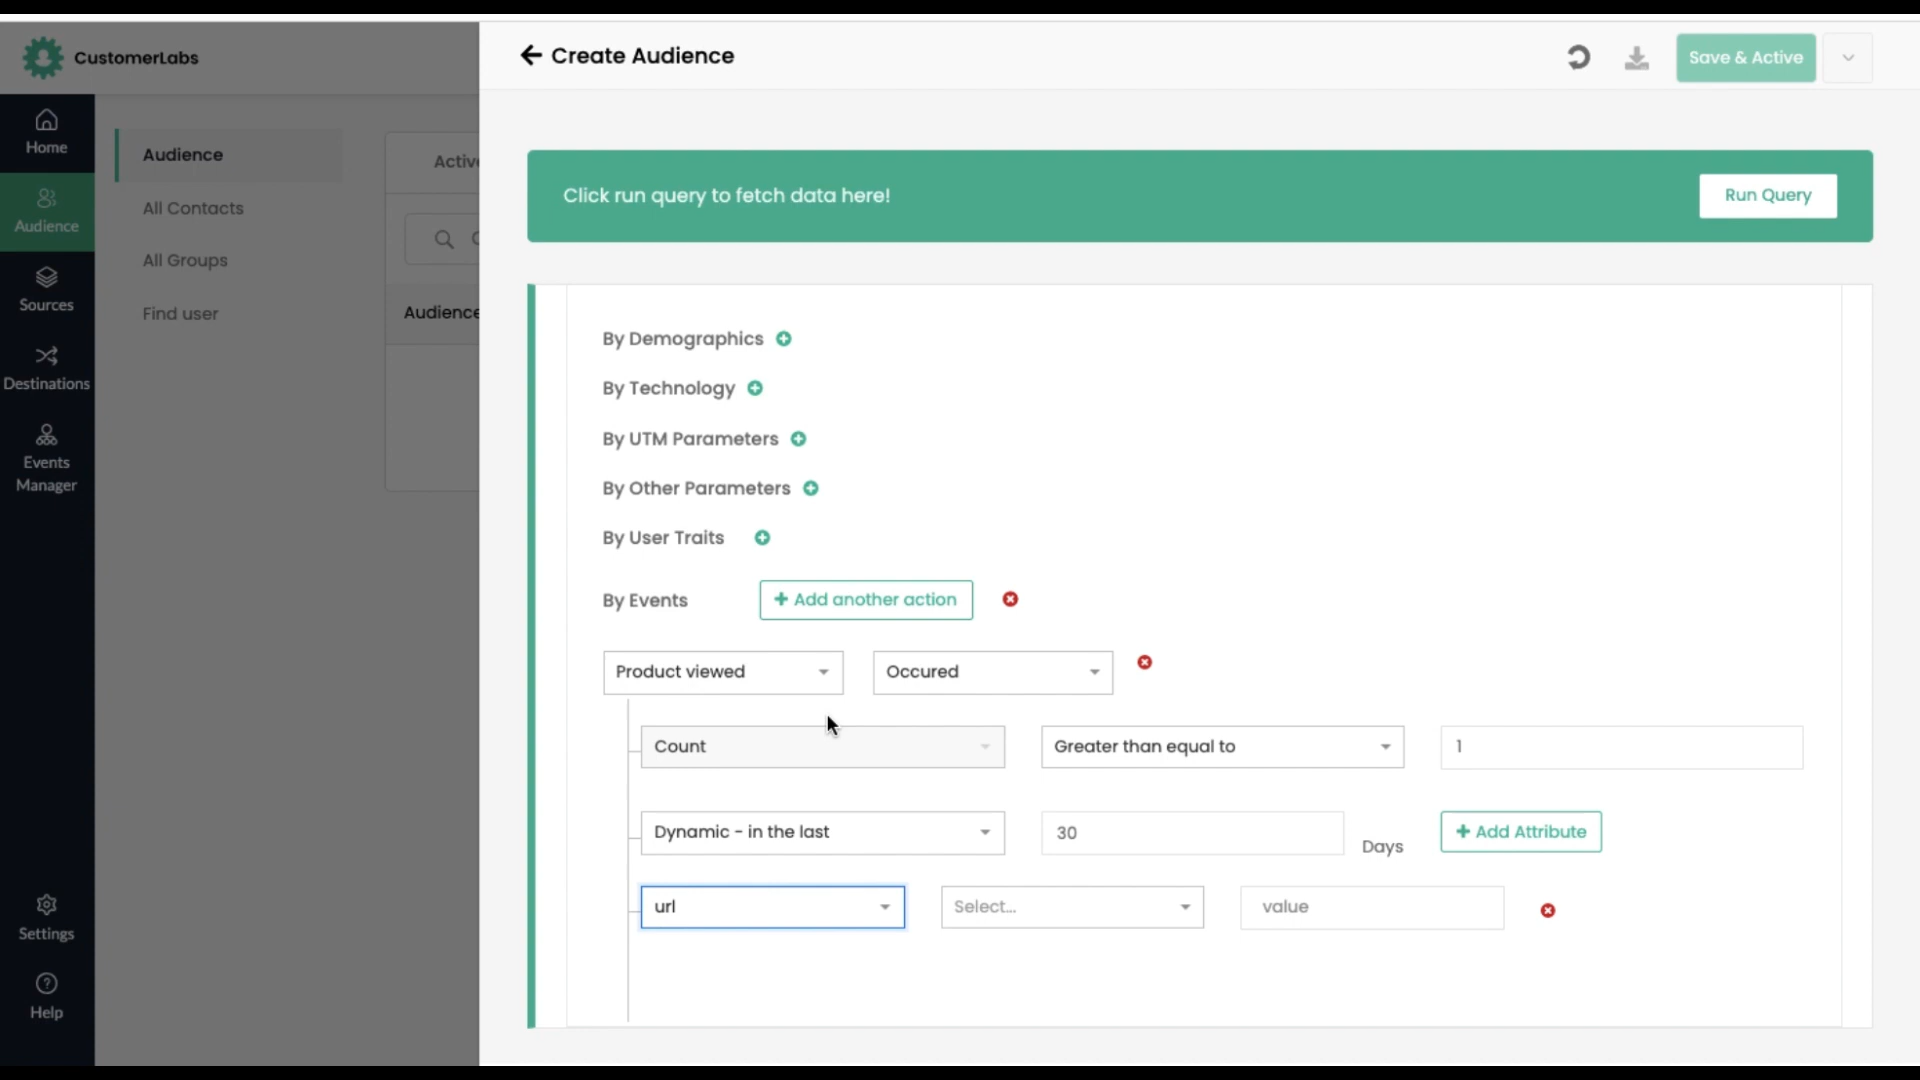 CustomerLabs
Create Audience
Save & Active
Home
Audience
Sources
Destinations
Events
Manager
Settings
Help
Audience
All Contacts
All Groups
Find user
Active
Audience
Click run query to fetch data here!
Run Query
By Demographics
By Technology
By UTM Parameters
By Other Parameters
By User Traits
By Events
+ Add another action
Product viewed
Occured
Count
Greater than equal to
1
Dynamic - in the last
30
Days
+ Add Attribute
url
Select...
value